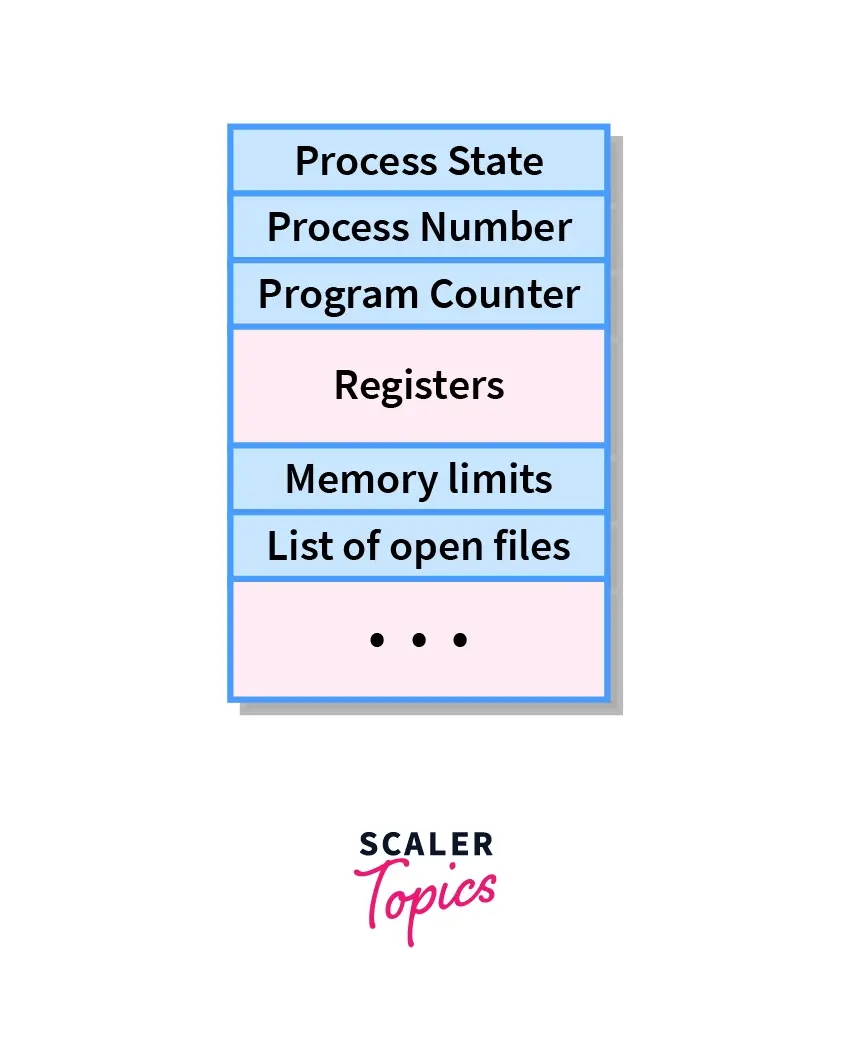 Process State
Process Number
Program Counter
Registers
Memory limits
List of open files
• • •
SCALER
Topics